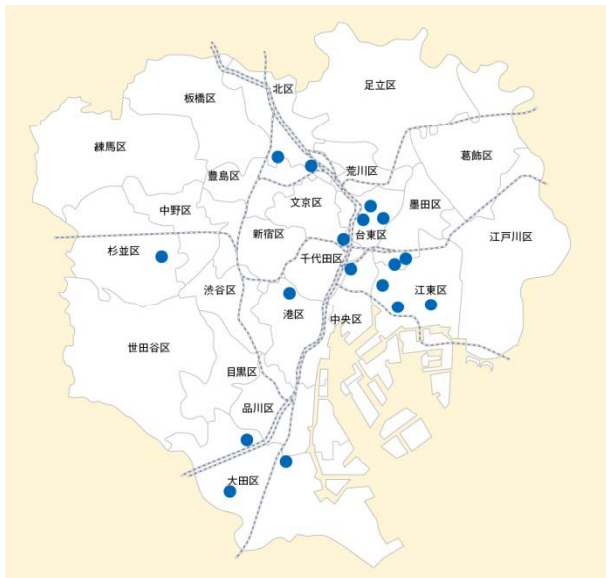 足立区
北区
板橋区
練馬区
葛飾区
荒川区
豊島区
文京区
墨田区
中野区
新宿区
台東区
江戸川区
杉並区
千代田区
渋谷区
江東区
港区
中央区
世田谷区
目黒区
品川区
大田区